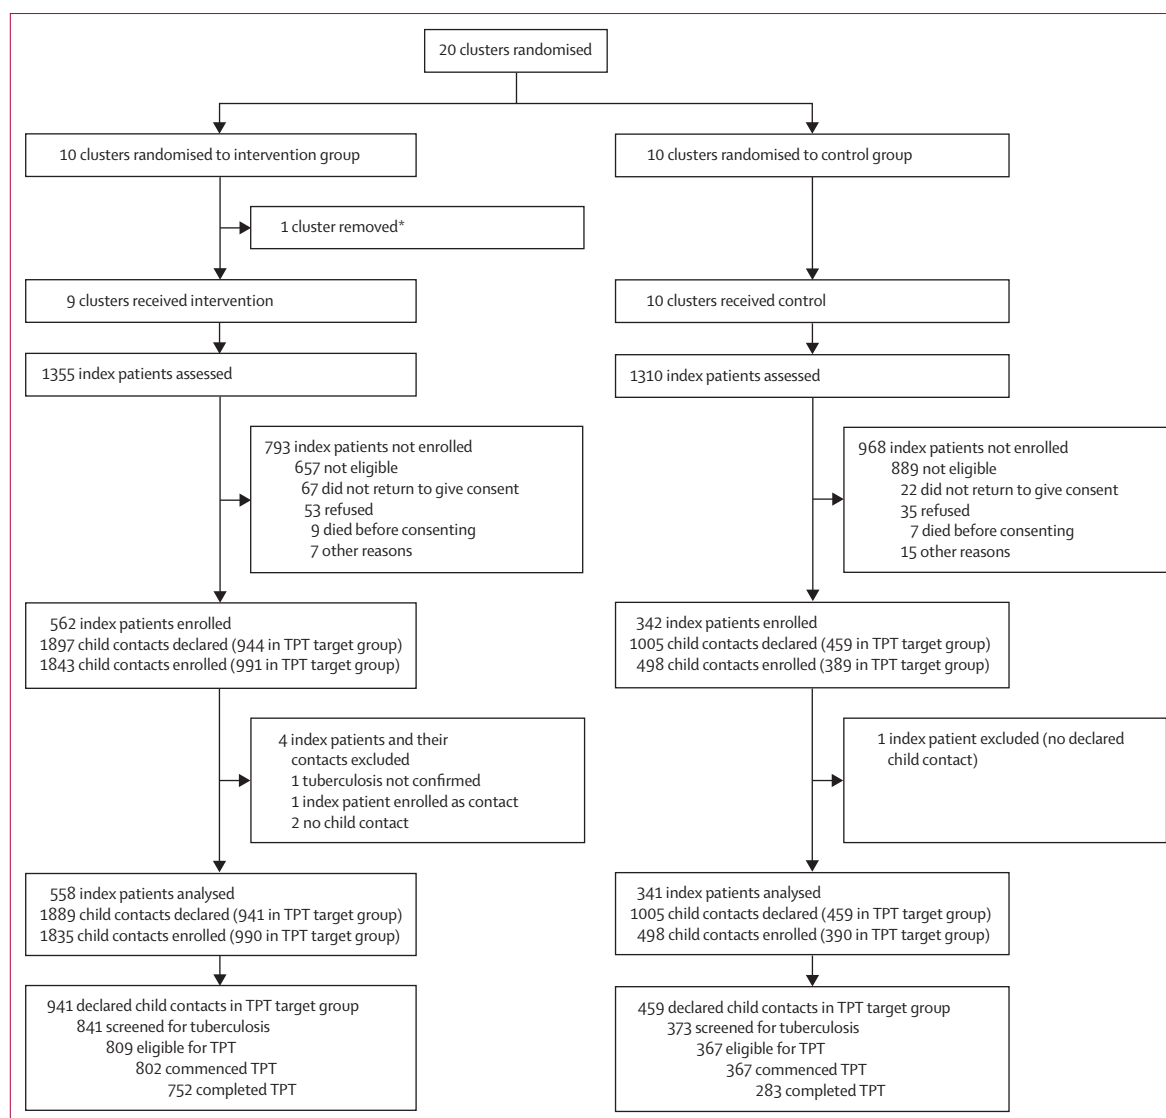 20 clusters randomised
10 clusters randomised to intervention group
10 clusters randomised to control group
1 cluster removed*
9 clusters received intervention
10 clusters received control
1355 index patients assessed
1310 index patients assessed
793 index patients not enrolled
657 not eligible
67 did not return to give consent
53 refused
9 died before consenting
7 other reasons
968 index patients not enrolled
889 not eligible
22 did not return to give consent
35 refused
7 died before consenting
15 other reasons
562 index patients enrolled
1897 child contacts declared (944 in TPT target group)
1843 child contacts enrolled (991 in TPT target group)
342 index patients enrolled
1005 child contacts declared (459 in TPT target group)
498 child contacts enrolled (389 in TPT target group)
4 index patients and their
contacts excluded
1 tuberculosis not confirmed
1 index patient enrolled as contact
2 no child contact
1 index patient excluded (no declared
child contact)
558 index patients analysed
1889 child contacts declared (941 in TPT target group)
1835 child contacts enrolled (990 in TPT target group)
341 index patients analysed
1005 child contacts declared (459 in TPT target group)
498 child contacts enrolled (390 in TPT target group)
941 declared child contacts in TPT target group
841 screened for tuberculosis
809 eligible for TPT
802 commenced TPT
752 completed TPT
459 declared child contacts in TPT target group
373 screened for tuberculosis
367 eligible for TPT
367 commenced TPT
283 completed TPT